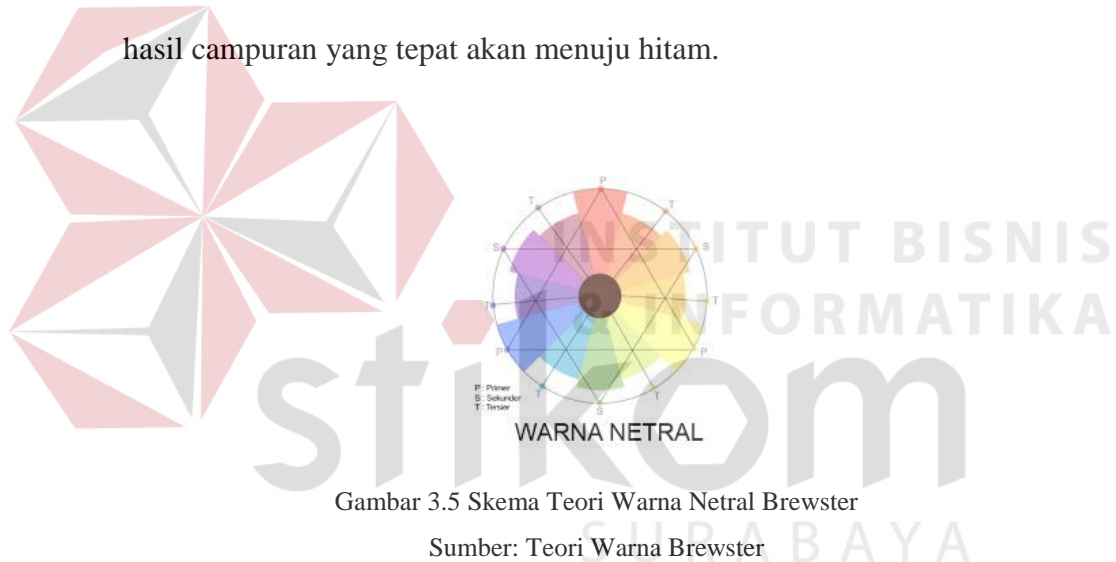 hasil campuran yang tepat akan menuju hitam.
P
T
T
S
S
T
T
P
P
T
T
S
P : Primer
S : Sekunder
T : Tersier
WARNA NETRAL
Gambar 3.5 Skema Teori Warna Netral Brewster
Sumber: Teori Warna Brewster
INSTITUT BISNIS
& INFORMATIKA
stikom
SURABAYA